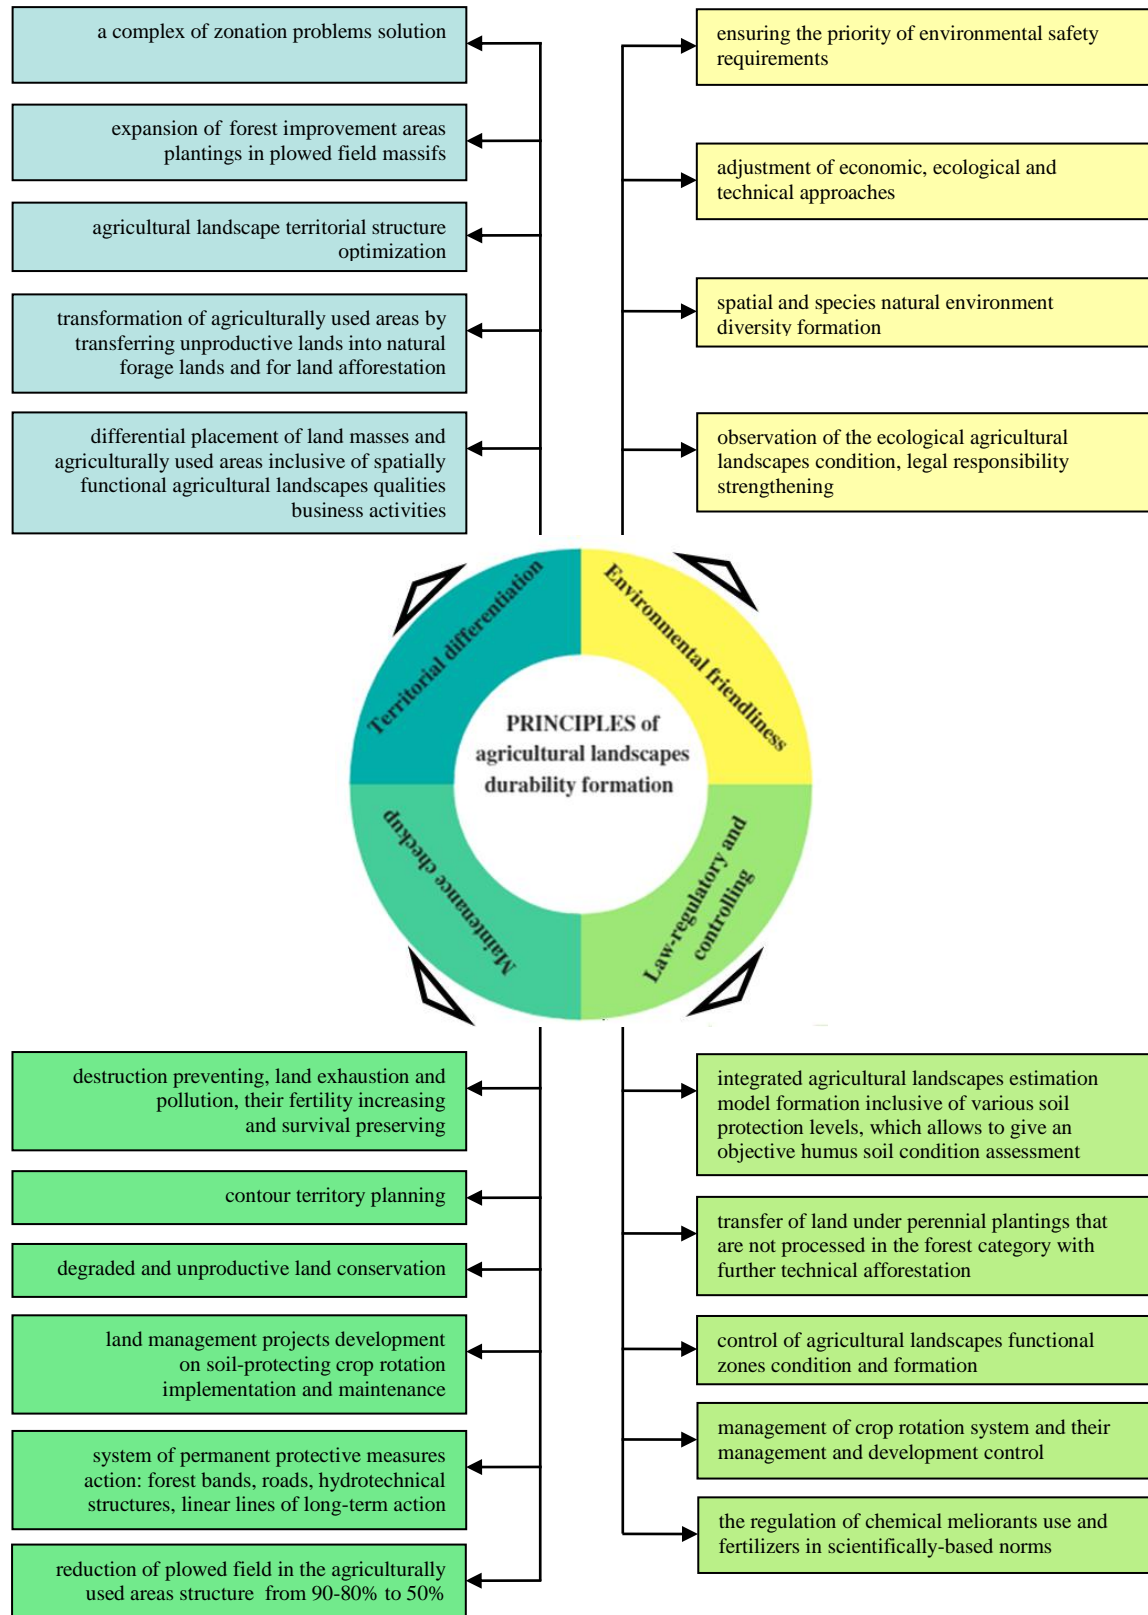 a complex of zonation problems solution
expansion of forest improvement areas
plantings in plowed field massifs
agricultural landscape territorial structure
optimization
transformation of agriculturally used areas by
transferring unproductive lands into natural
forage lands and for land afforestation
differential placement of land masses and
agriculturally used areas inclusive of spatially
functional agricultural landscapes qualities
business activities
ensuring the priority of environmental safety
requirements
adjustment of economic, ecological and
technical approaches
spatial and species natural environment
diversity formation
observation of the ecological agricultural
landscapes condition, legal responsibility
strengthening
Territorial differentiation
Environmental friendliness
PRINCIPLES of
agricultural landscapes
durability formation
Maintenance checkup
Law-regulatory and
controlling
destruction preventing, land exhaustion and
pollution, their fertility increasing
and survival preserving
contour territory planning
degraded and unproductive land conservation
land management projects development
on soil-protecting crop rotation
implementation and maintenance
system of permanent protective measures
action: forest bands, roads, hydrotechnical
structures, linear lines of long-term action
reduction of plowed field in the agriculturally
used areas structure from 90-80% to 50%
integrated agricultural landscapes estimation
model formation inclusive of various soil
protection levels, which allows to give an
objective humus soil condition assessment
transfer of land under perennial plantings that
are not processed in the forest category with
further technical afforestation
control of agricultural landscapes functional
zones condition and formation
management of crop rotation system and their
management and development control
the regulation of chemical meliorants use and
fertilizers in scientifically-based norms